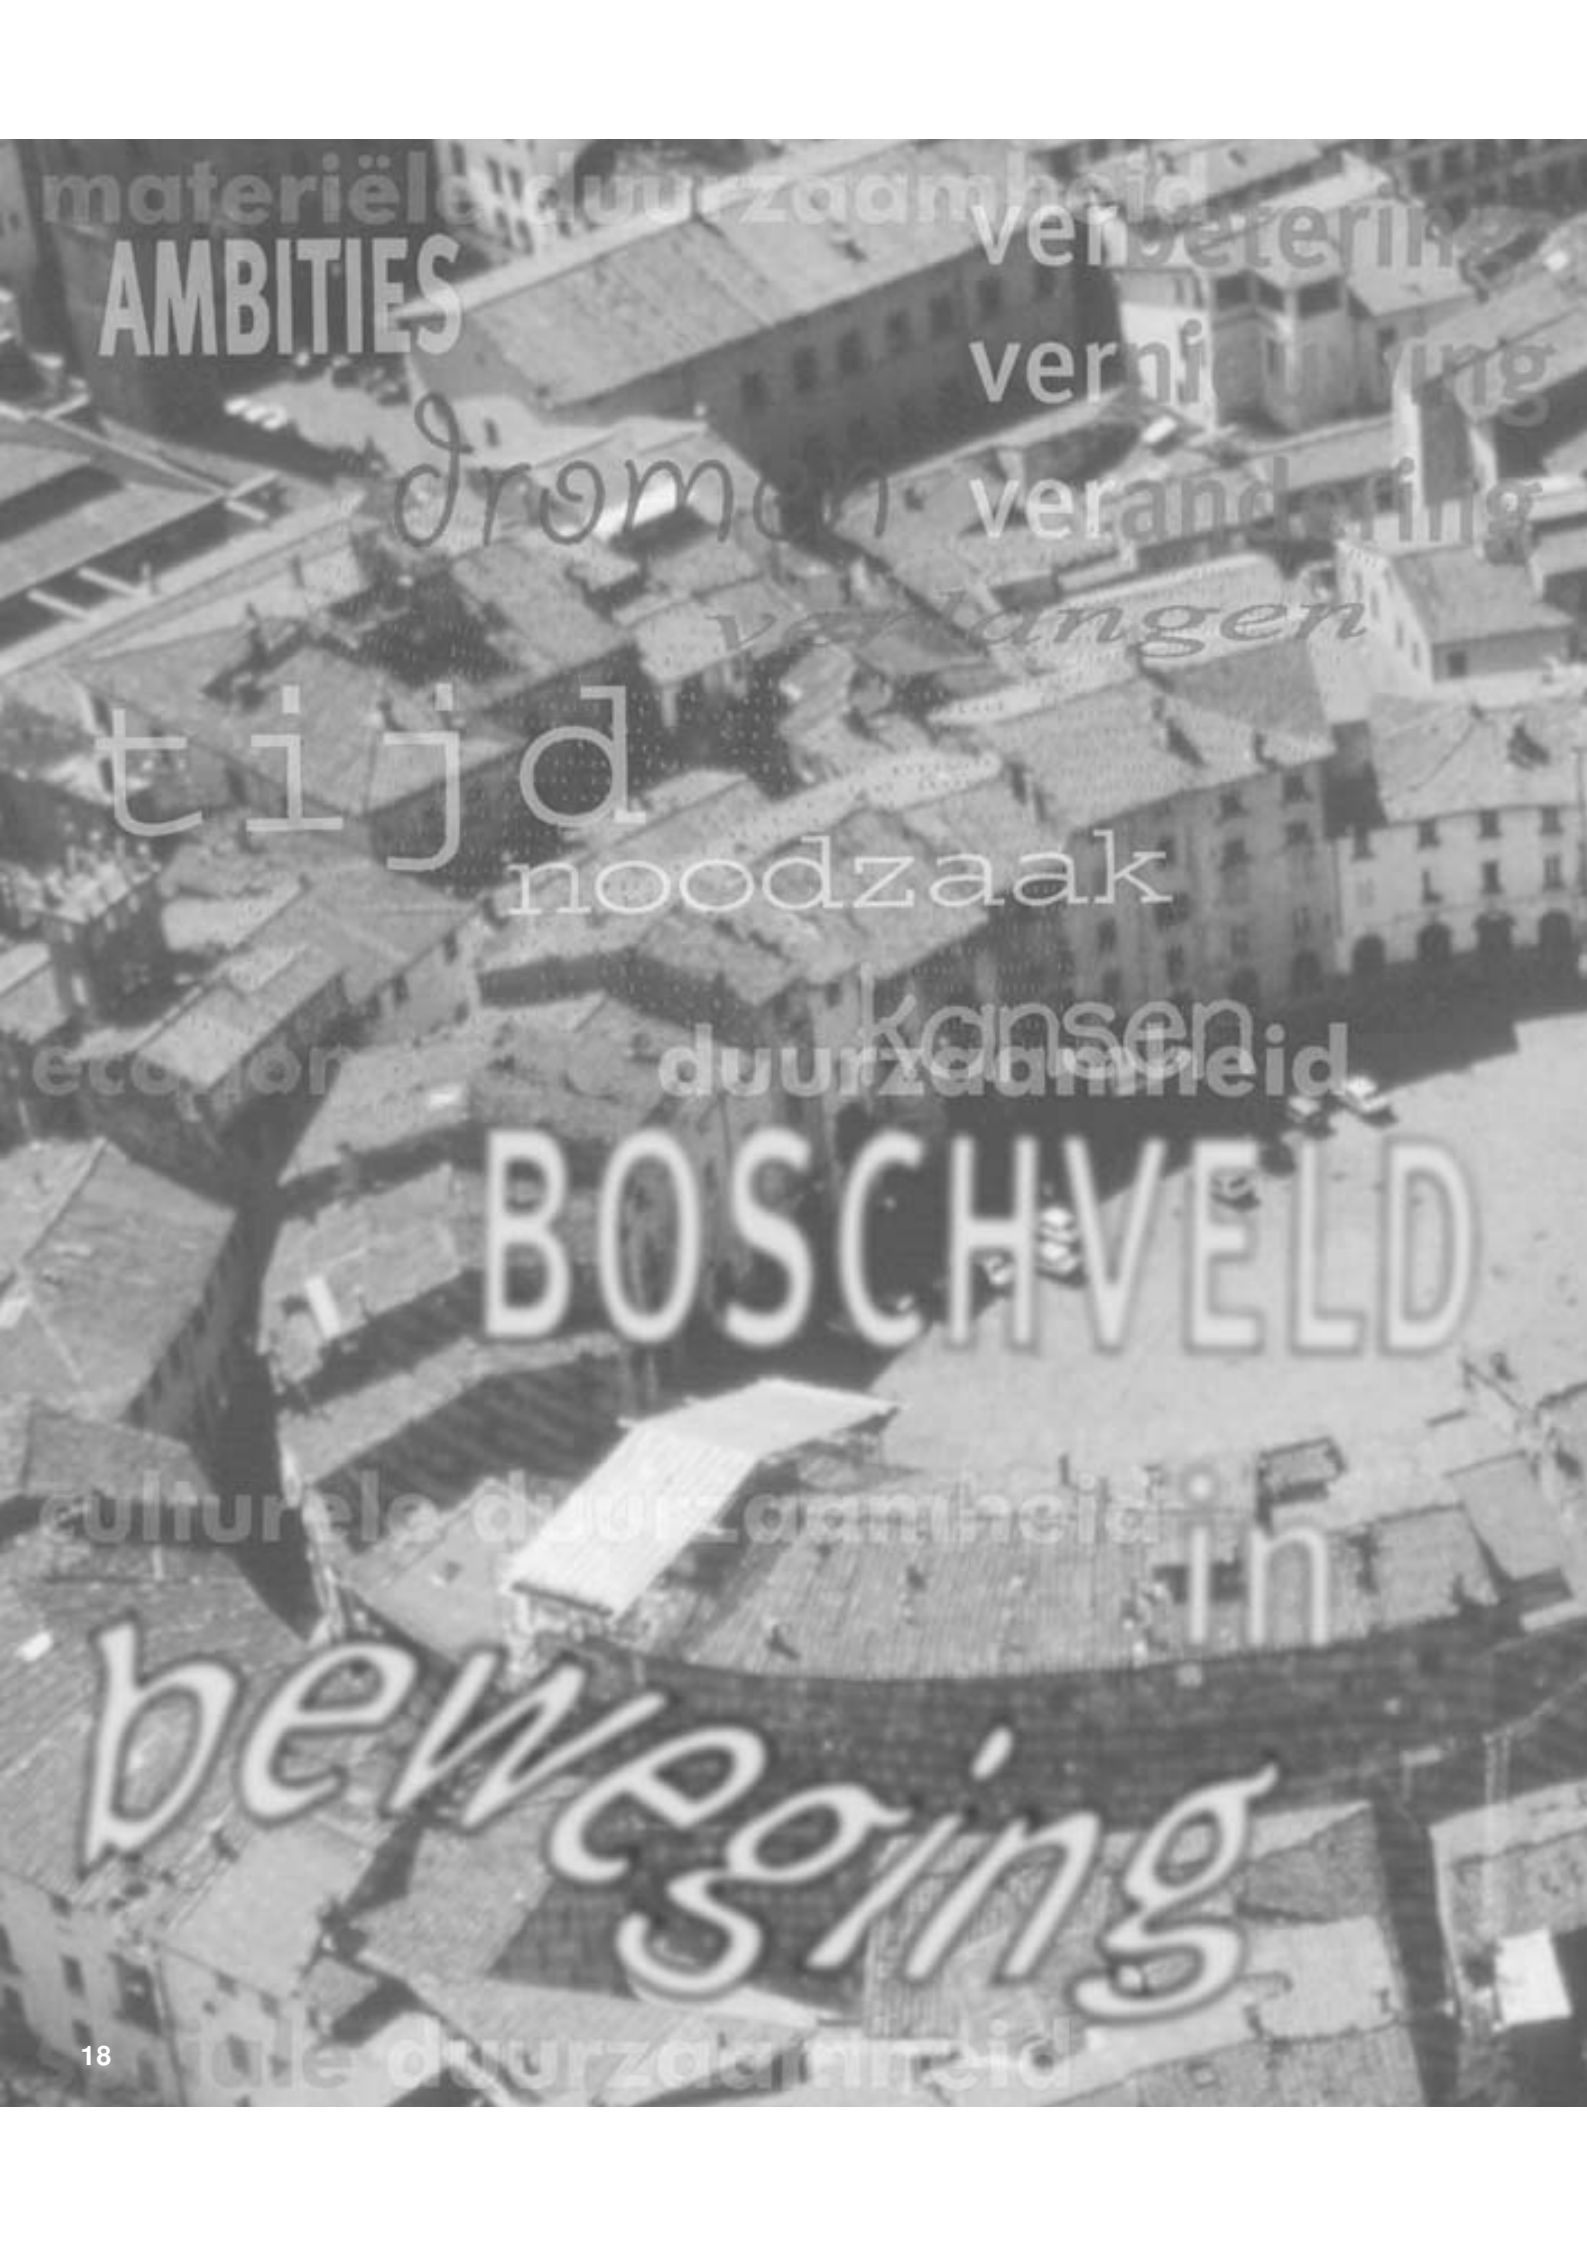 materiële duurzaamheid
verbetering
AMBITIES
vernieuwing
dromen
verandering
verlangen
tijd
noodzaak
kansen
duurzaamheid
BOSCHVELD
culturele duurzaamheid
in
beweging
duurzaamheid
18